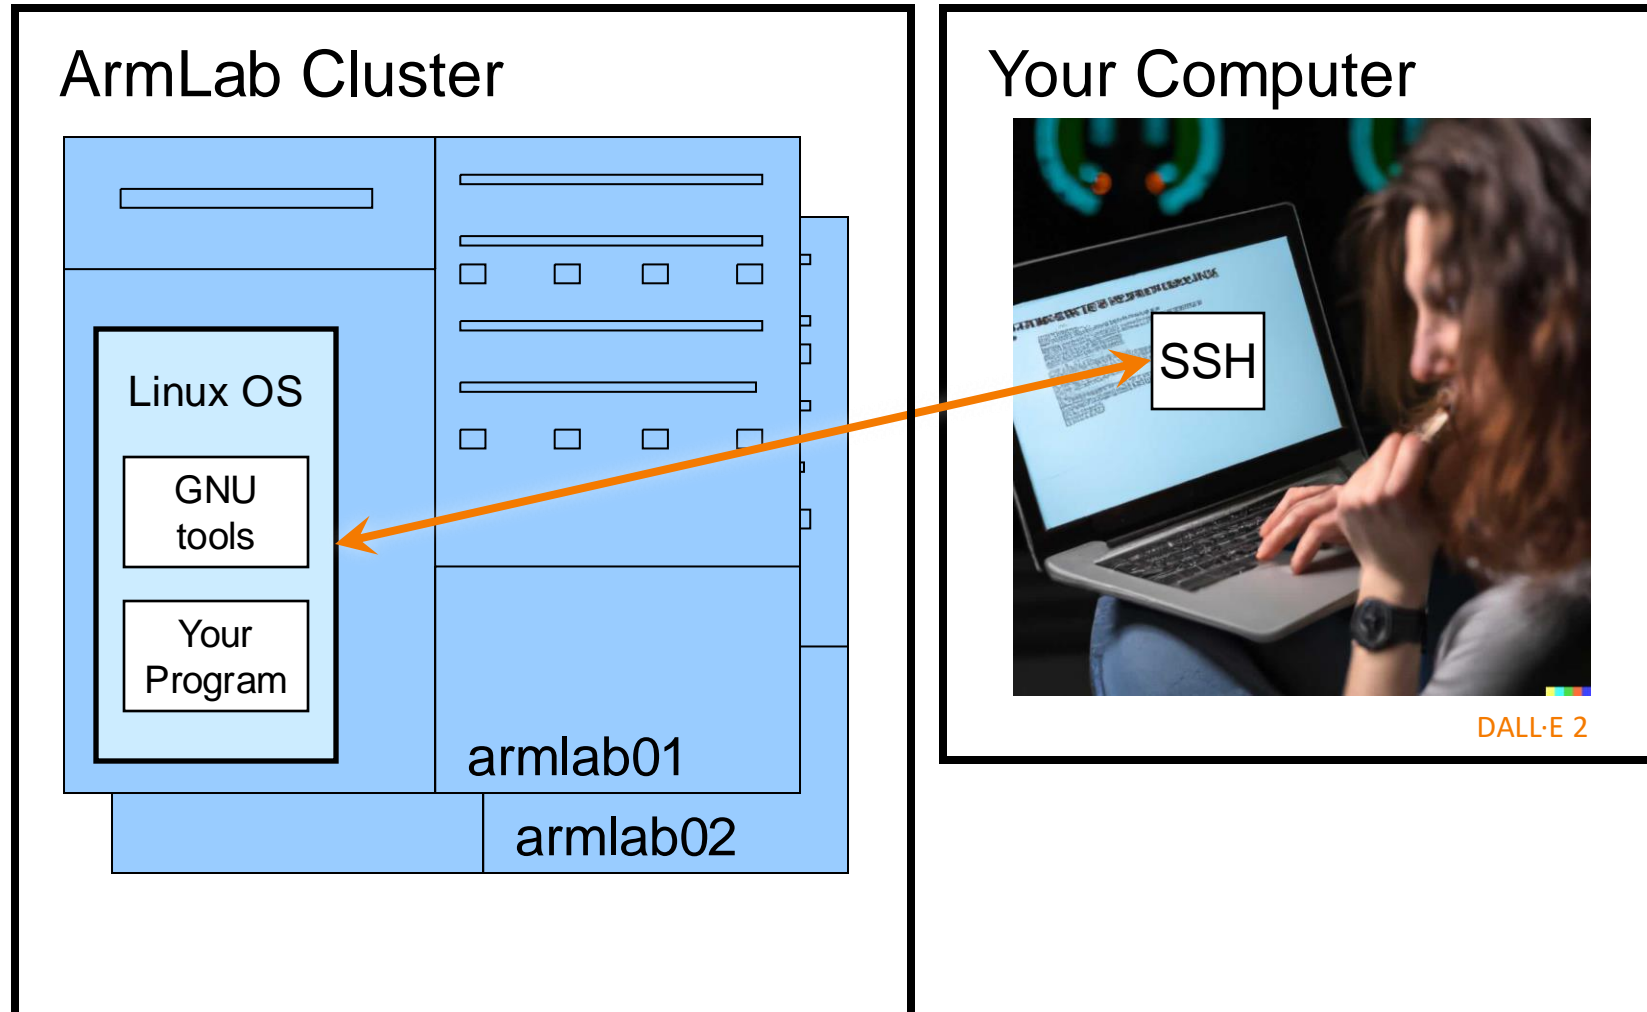 ArmLab Cluster
Linux OS
GNU
tools
Your
Program
armlab01
armlab02
Your Computer
SSH
DALL·E 2